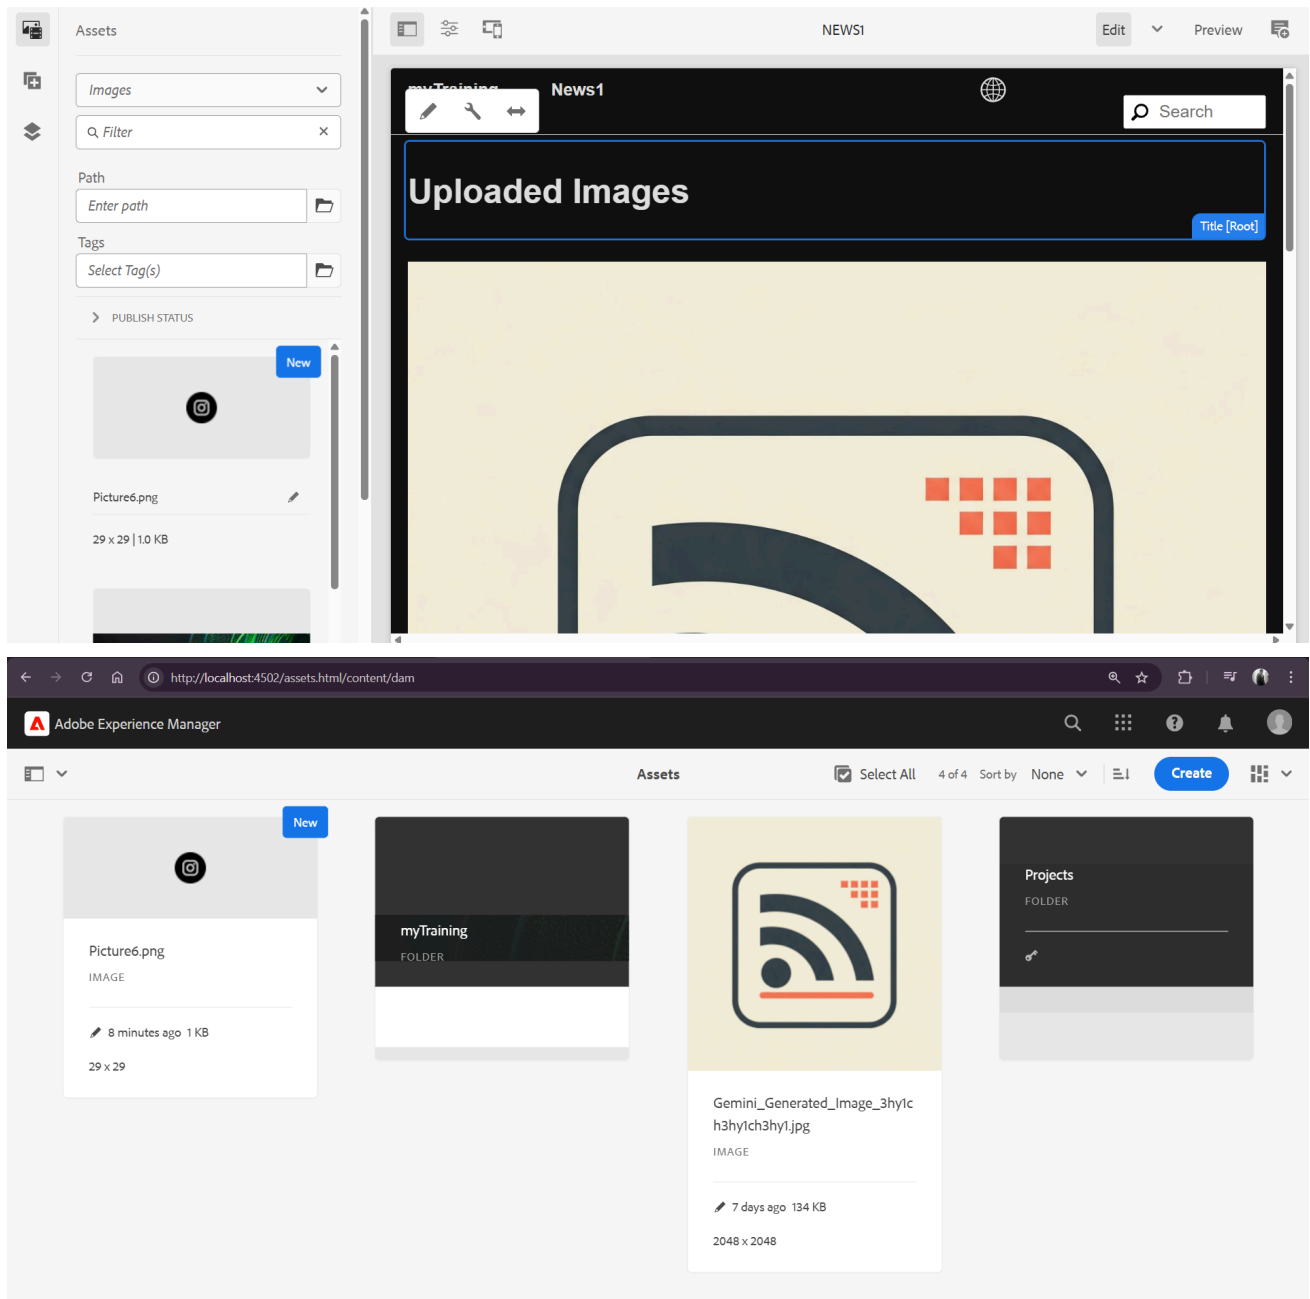 Assets
NEWS1
Edit
Preview
Images
Filter
Path
Enter path
Tags
Select Tag(s)
PUBLISH STATUS
New
Picture6.png
29 x 29 | 1.0 KB
myTraining
News1
Search
Uploaded Images
Title [Root]
http://localhost:4502/assets.html/content/dam
Adobe Experience Manager
Assets
Select All
4 of 4
Sort by
None
Create
New
Picture6.png
IMAGE
8 minutes ago 1 KB
29 x 29
myTraining
FOLDER
Gemini_Generated_Image_3hy1c
h3hy1ch3hy1.jpg
IMAGE
7 days ago 134 KB
2048 x 2048
Projects
FOLDER